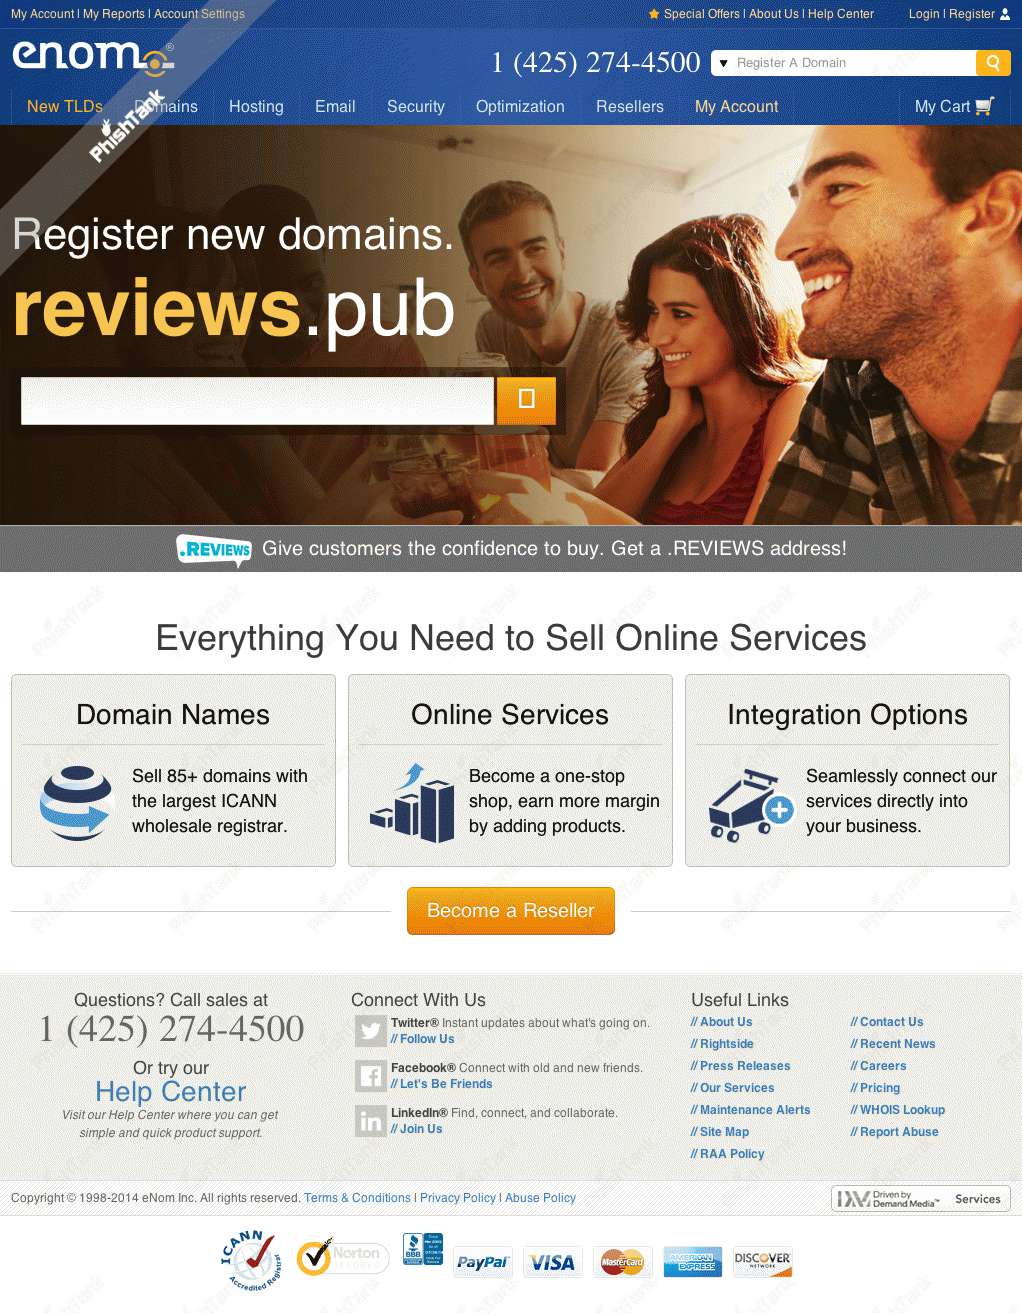 My Account | My Reports | Account Settings
Special Offers | About Us | Help Center
Login | Register
enom®
1 (425) 274-4500
Register A Domain
New TLDs Domains Hosting Email Security Optimization Resellers My Account
My Cart
PhishTank
Register new domains.
reviews.pub
.REVIEWS Give customers the confidence to buy. Get a .REVIEWS address!
Everything You Need to Sell Online Services
Domain Names
Sell 85+ domains with
the largest ICANN
wholesale registrar.
Online Services
Become a one-stop
shop, earn more margin
by adding products.
Integration Options
Seamlessly connect our
services directly into
your business.
Become a Reseller
Questions? Call sales at
1 (425) 274-4500
Or try our
Help Center
Visit our Help Center where you can get
simple and quick product support.
Connect With Us
Twitter® Instant updates about what's going on.
// Follow Us
Facebook® Connect with old and new friends.
// Let's Be Friends
LinkedIn® Find, connect, and collaborate.
// Join Us
Useful Links
// About Us
// Rightside
// Press Releases
// Our Services
// Maintenance Alerts
// Site Map
// RAA Policy
// Contact Us
// Recent News
// Careers
// Pricing
// WHOIS Lookup
// Report Abuse
Copyright © 1998-2014 eNom Inc. All rights reserved. Terms & Conditions | Privacy Policy | Abuse Policy
Driven by
Demand Media™
Services
ICANN
Accredited Registrar
Norton
SECURED
BBB
PayPal
VISA
MasterCard
AMERICAN
EXPRESS
DISCOVER
NETWORK